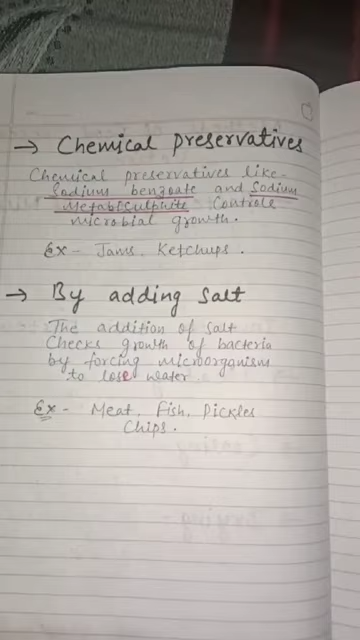 → Chemical preservatives
Chemical preservatives like-
Sodium benzoate and Sodium
Metabisulphite Controls
microbial growth.
Ex - Jams, Ketchups.
→ By adding Salt
The addition of salt
Checks growth of bacteria
by forcing microorganism
to lose water.
Ex - Meat, Fish, Pickles
Chips.